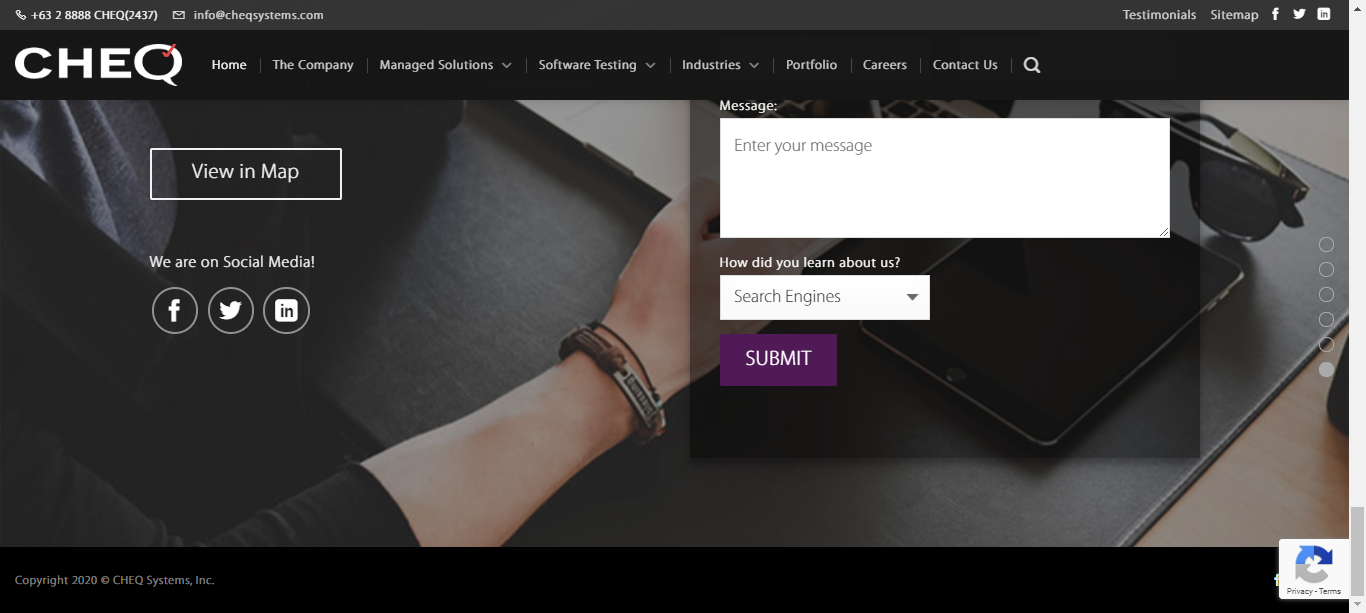 +63 2 8888 CHEQ(2437) info@cheqsystems.com Testimonials Sitemap
CHEQ Home The Company Managed Solutions Software Testing Industries Portfolio Careers Contact Us
Message:
Enter your message
View in Map
We are on Social Media!
How did you learn about us?
Search Engines
SUBMIT
Copyright 2020 © CHEQ Systems, Inc.
Privacy - Terms